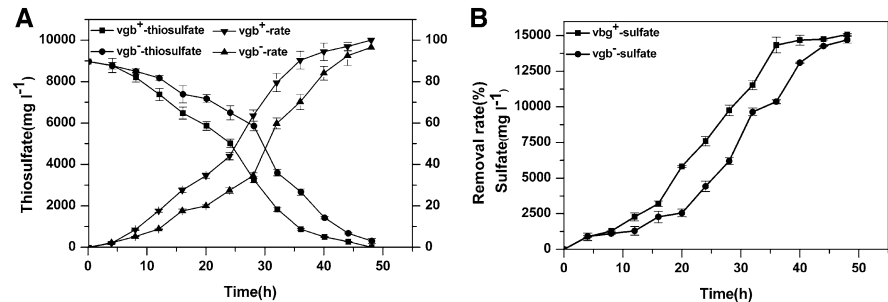 A
vgb+-thiosulfate
vgb+-rate
vgb--thiosulfate
vgb--rate
10000
8000
6000
4000
2000
0
100
80
60
40
20
0
0
10
20
30
40
50
Thiosulfate(mg l-1)
Time(h)
Removal rate(%)
B
vbg+-sulfate
vgb--sulfate
15000
12500
10000
7500
5000
2500
0
0
10
20
30
40
50
Sulfate(mg l-1)
Time(h)